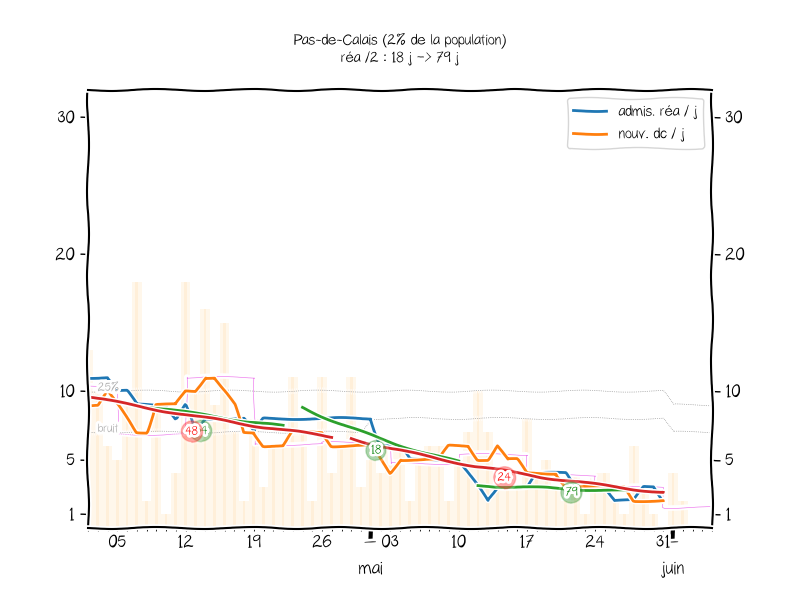 Pas-de-Calais (2% de la population)
réa /2 : 18 j -> 79 j
admis. réa / j
nouv. dc / j
30
30
20
20
10
10
25%
bruit
48
4
18
24
79
5
5
1
1
05 12 19 26 03 10 17 24 31
mai juin